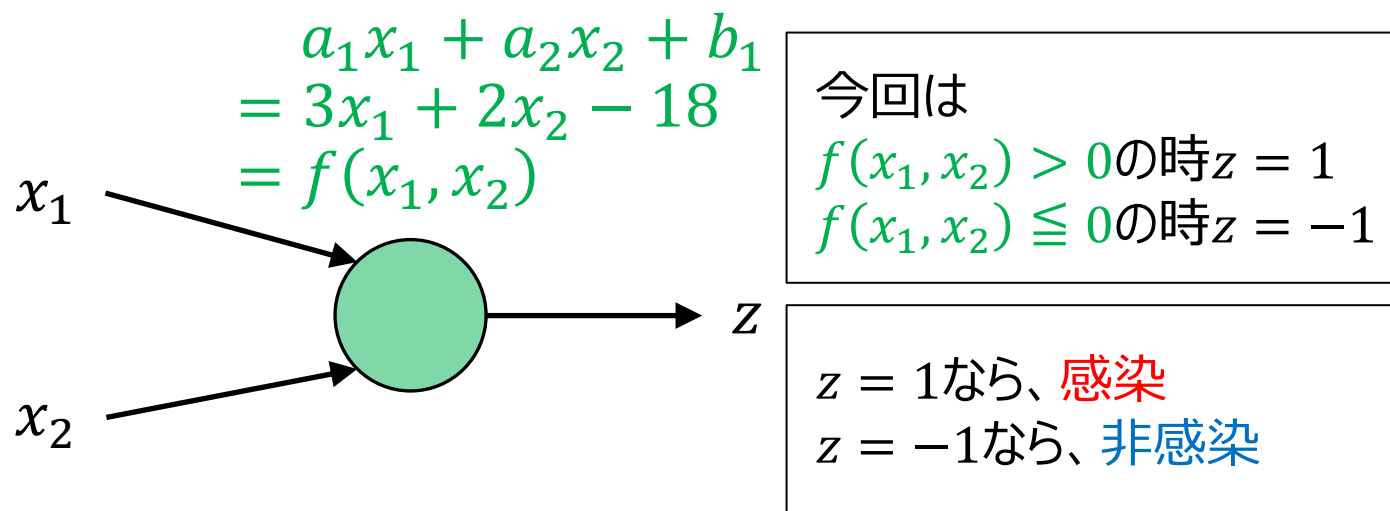 a₁x₁ + a₂x₂ + b₁
= 3x₁ + 2x₂ − 18
= f(x₁, x₂)
x₁
x₂
z
今回は
f(x₁, x₂) > 0の時z = 1
f(x₁, x₂) ≦ 0の時z = −1
z = 1なら、感染
z = −1なら、非感染